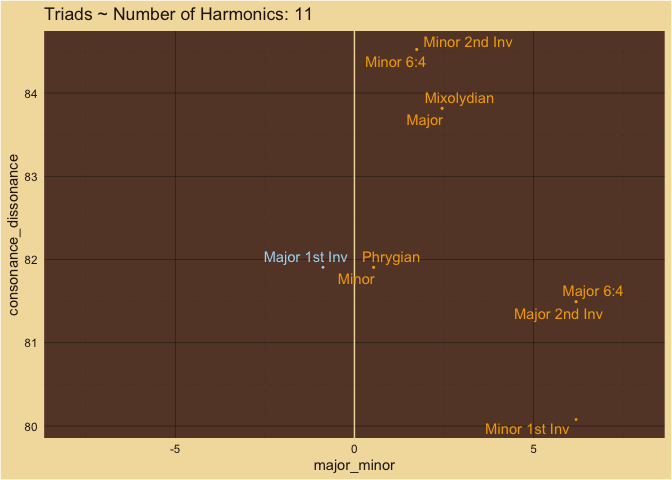 Triads ~ Number of Harmonics: 11
Minor 2nd Inv
Minor 6:4
84
Mixolydian
Major
83
consonance_dissonance
Major 1st Inv
Phrygian
82
Minor
Major 6:4
Major 2nd Inv
81
80
Minor 1st Inv
-5
0
5
major_minor